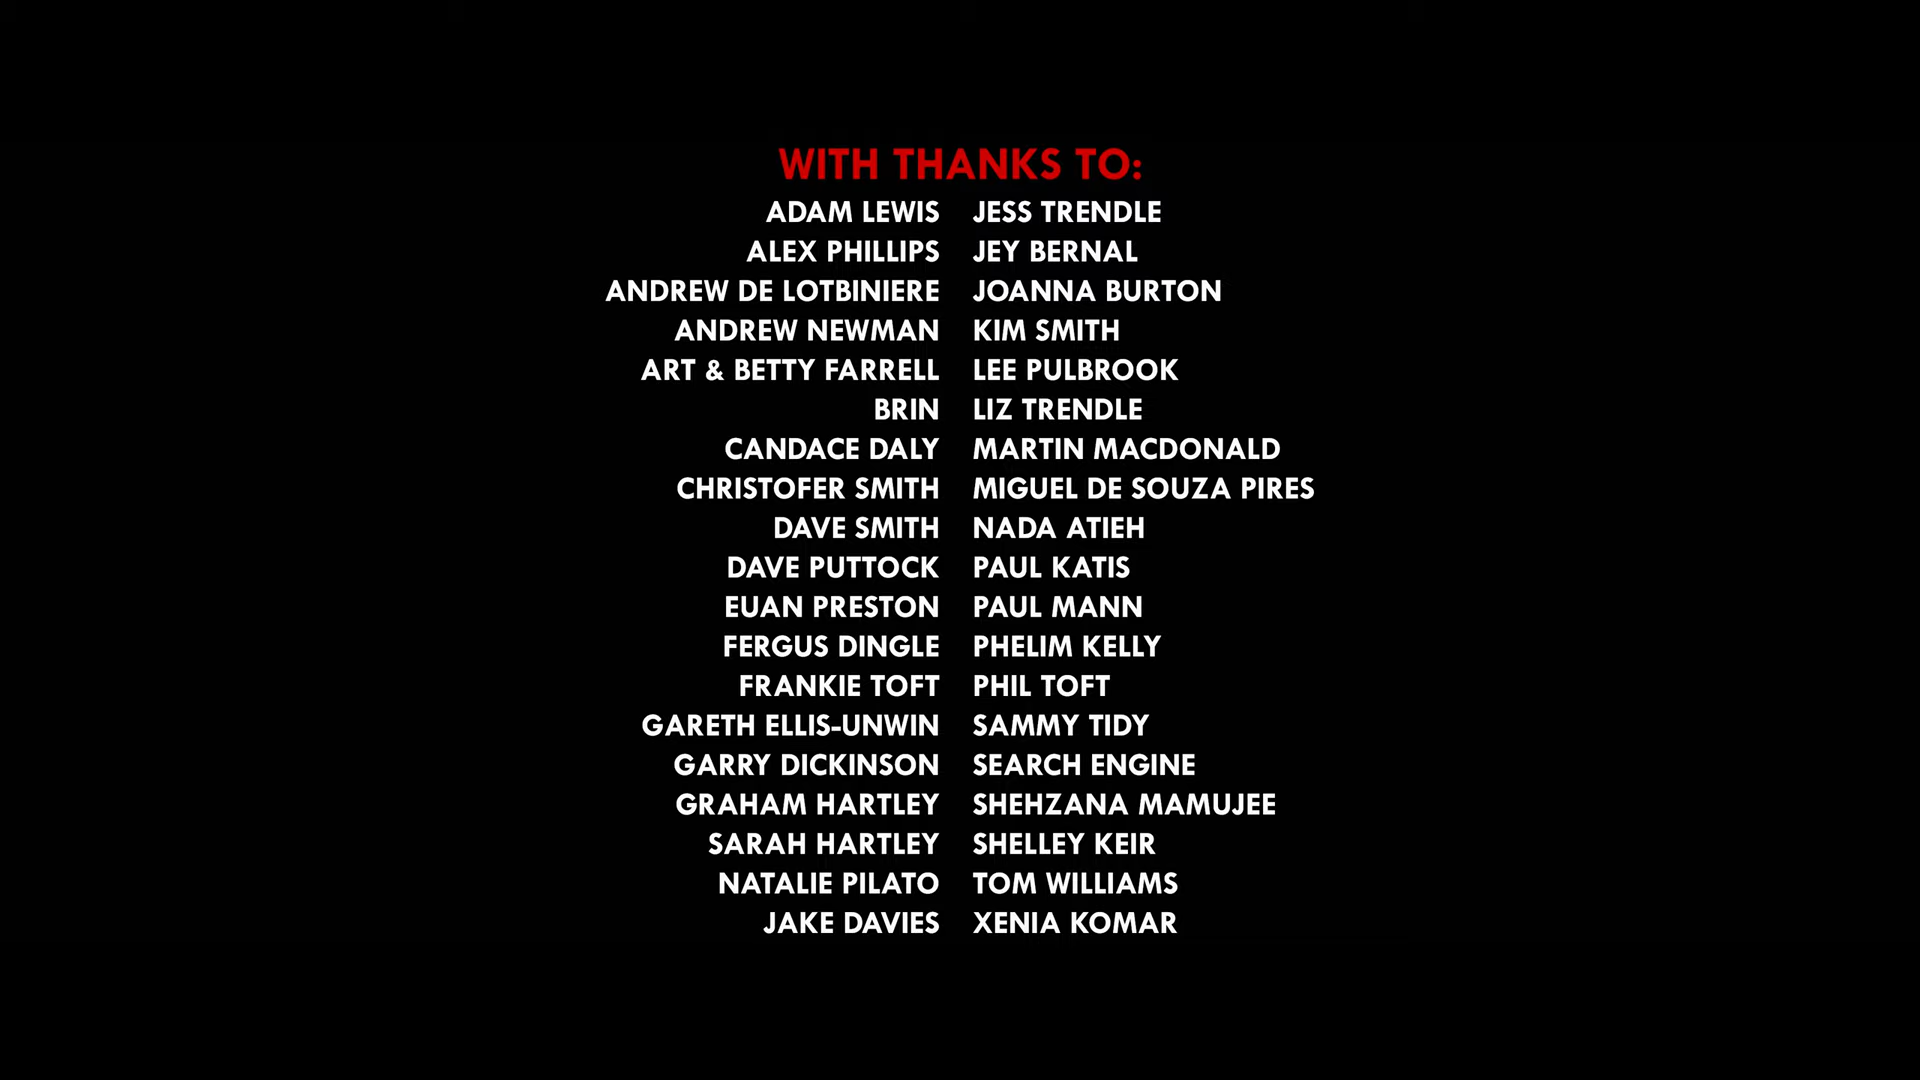 WITH THANKS TO:
ADAM LEWIS JESS TRENDLE
ALEX PHILLIPS JEY BERNAL
ANDREW DE LOTBINIERE JOANNA BURTON
ANDREW NEWMAN KIM SMITH
ART & BETTY FARRELL LEE PULBROOK
BRIN LIZ TRENDLE
CANDACE DALY MARTIN MACDONALD
CHRISTOFER SMITH MIGUEL DE SOUZA PIRES
DAVE SMITH NADA ATIEH
DAVE PUTTOCK PAUL KATIS
EUAN PRESTON PAUL MANN
FERGUS DINGLE PHELIM KELLY
FRANKIE TOFT PHIL TOFT
GARETH ELLIS-UNWIN SAMMY TIDY
GARRY DICKINSON SEARCH ENGINE
GRAHAM HARTLEY SHEHZANA MAMUJEE
SARAH HARTLEY SHELLEY KEIR
NATALIE PILATO TOM WILLIAMS
JAKE DAVIES XENIA KOMAR